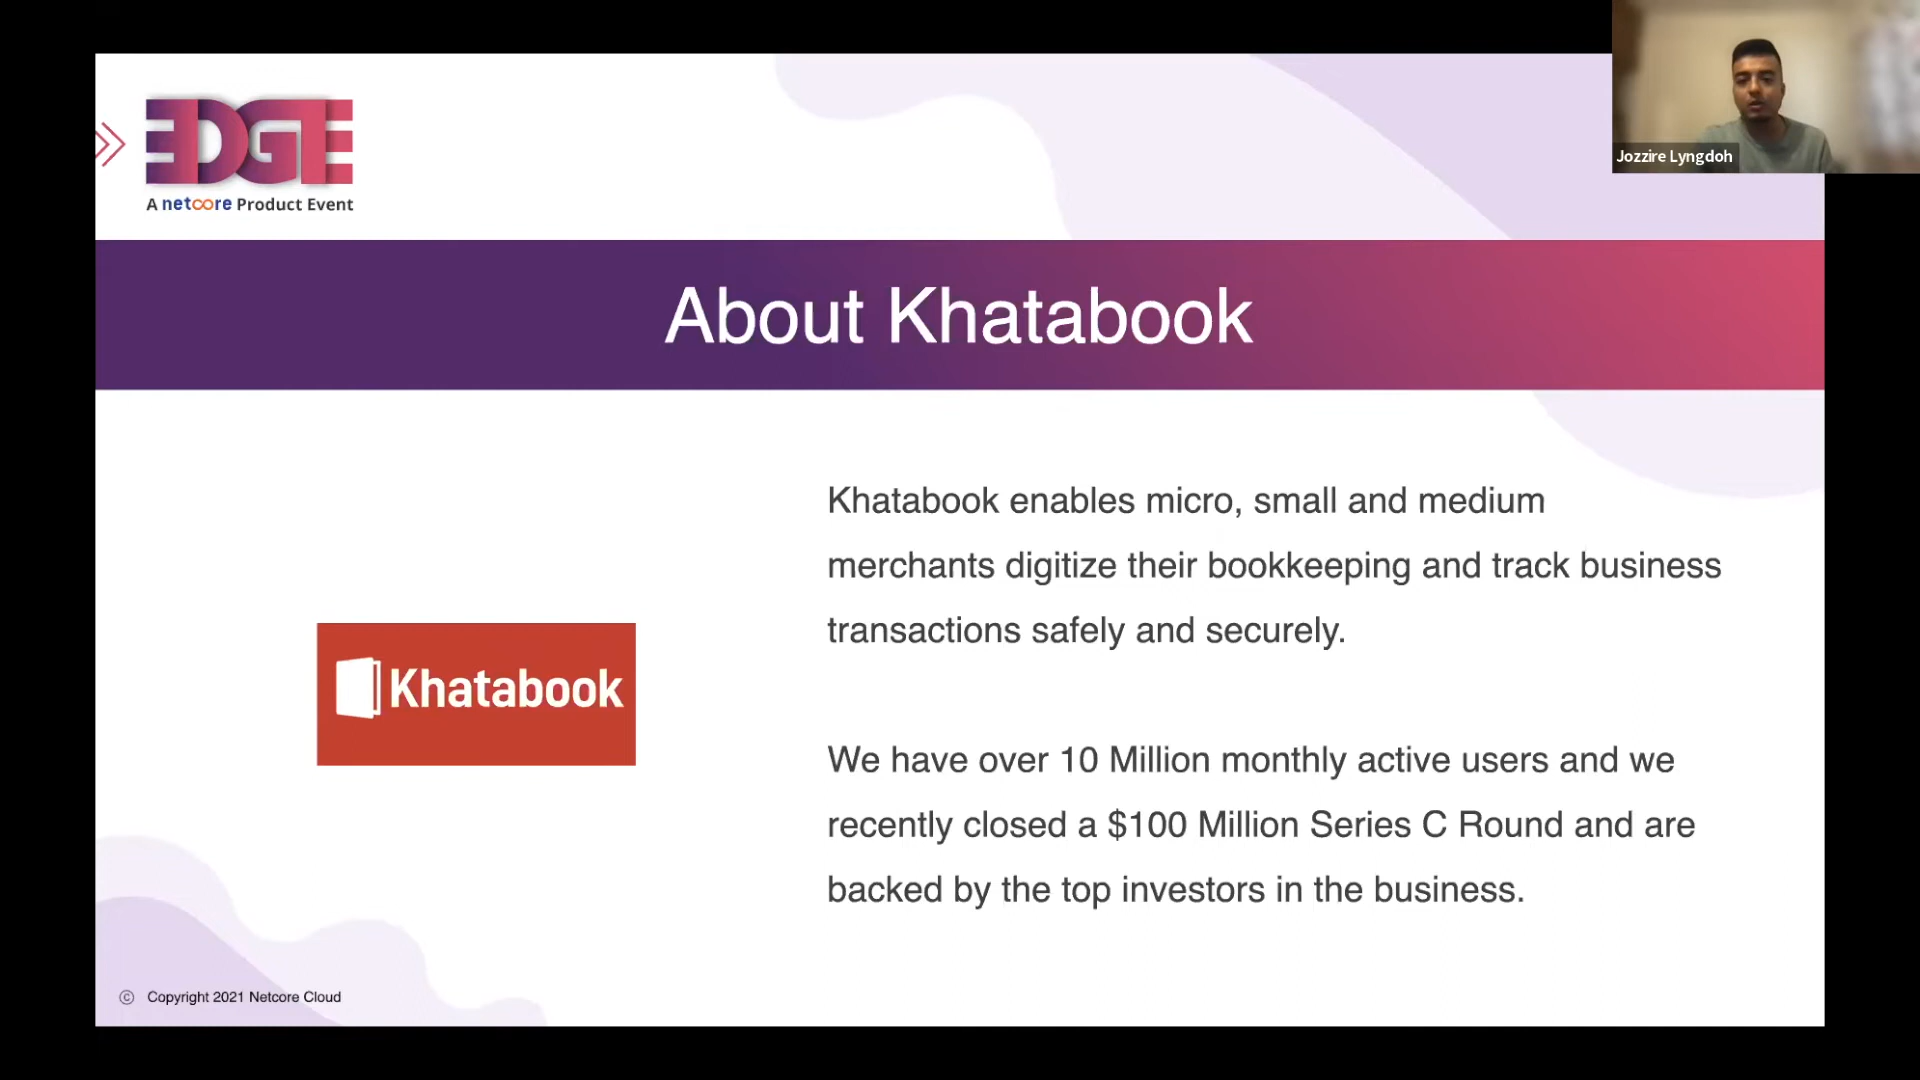 EDGE
A netcore Product Event
Jozzire Lyngdoh
About Khatabook
Khatabook enables micro, small and medium
merchants digitize their bookkeeping and track business
transactions safely and securely.
Khatabook
We have over 10 Million monthly active users and we
recently closed a $100 Million Series C Round and are
backed by the top investors in the business.
© Copyright 2021 Netcore Cloud